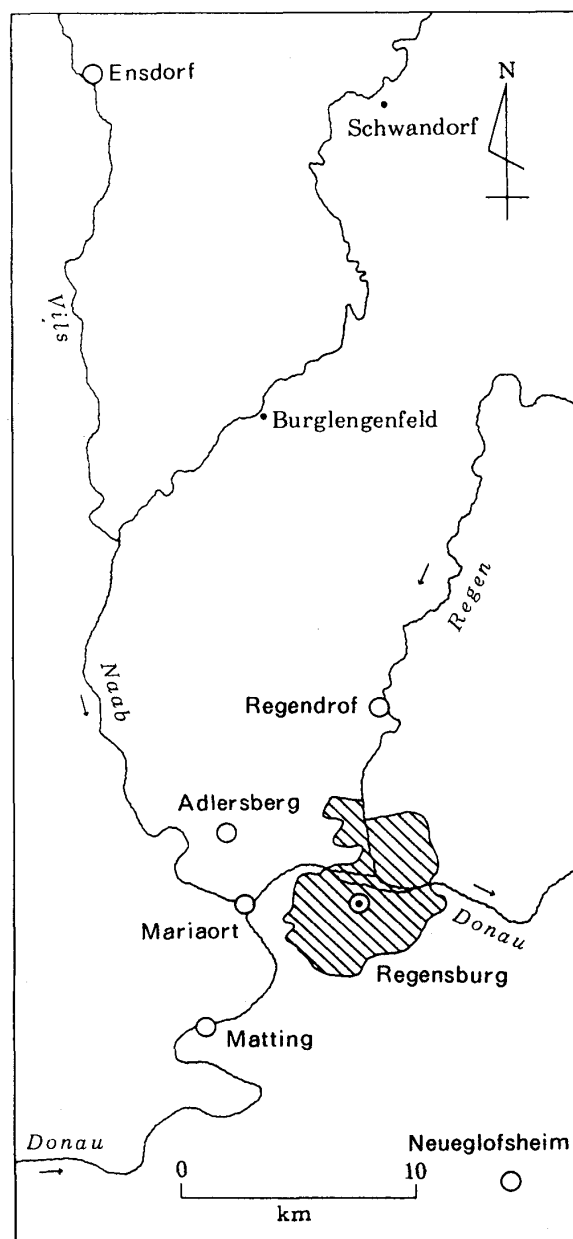 Ensdorf
N
Schwandorf
Vils
Burglengenfeld
Regen
Naab
Regendrof
Adlersberg
Mariaort
Donau
Regensburg
Matting
Donau
Neueglofsheim
0 10
km